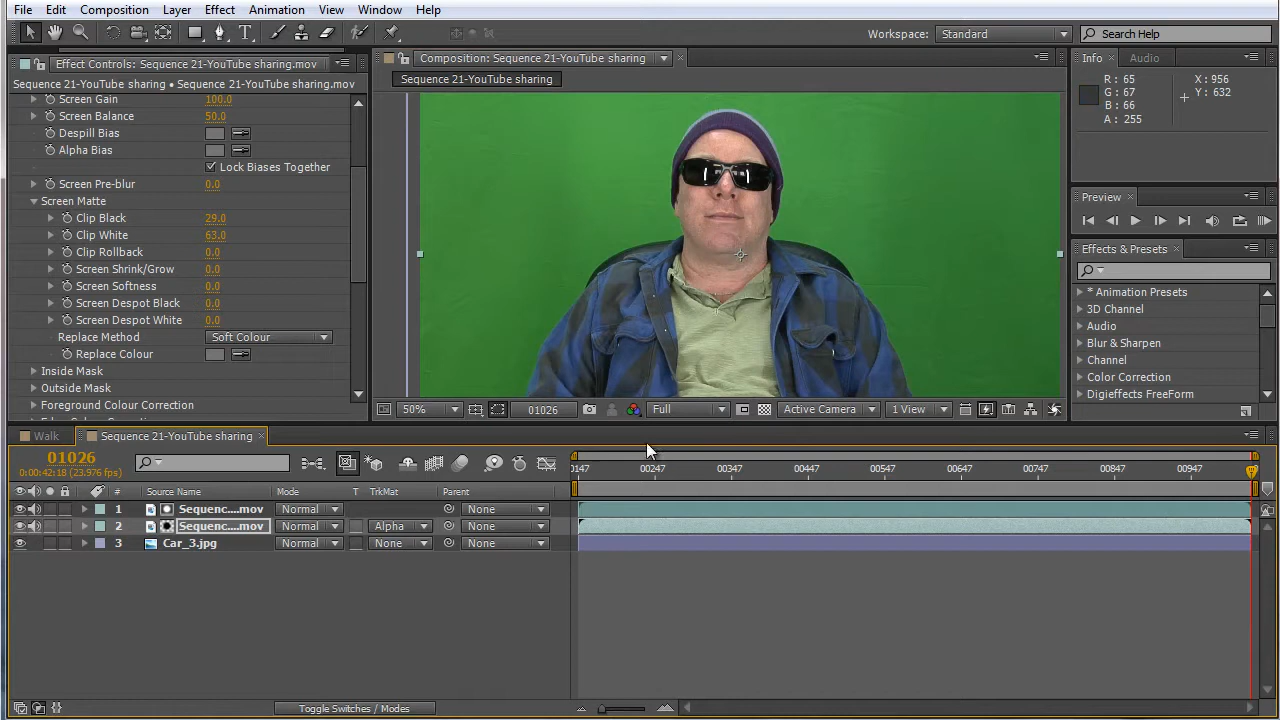 File Edit Composition Layer Effect Animation View Window Help
Workspace: Standard Search Help
Effect Controls: Sequence 21-YouTube sharing.mov
Composition: Sequence 21-YouTube sharing
Info Audio
Sequence 21-YouTube sharing • Sequence 21-YouTube sharing.mov
Sequence 21-YouTube sharing
R: 65 X: 956
G: 67 Y: 632
B: 66
A: 255
Screen Gain 100.0
Screen Balance 50.0
Despill Bias
Alpha Bias
Lock Biases Together
Screen Pre-blur 0.0
Screen Matte
Clip Black 29.0
Clip White 63.0
Clip Rollback 0.0
Screen Shrink/Grow 0.0
Screen Softness 0.0
Screen Despot Black 0.0
Screen Despot White 0.0
Replace Method Soft Colour
Replace Colour
Inside Mask
Outside Mask
Foreground Colour Correction
Preview
Effects & Presets
* Animation Presets
3D Channel
Audio
Blur & Sharpen
Channel
Color Correction
Digieffects FreeForm
50% 01026 Full Active Camera 1 View
Walk Sequence 21-YouTube sharing
01026
0:00:42:18 (23.976 fps)
00147 00247 00347 00447 00547 00647 00747 00847 00947
# Source Name Mode T TrkMat Parent
1 Sequenc....mov Normal None
2 Sequenc....mov Normal Alpha None
3 Car_3.jpg Normal None None
Toggle Switches / Modes